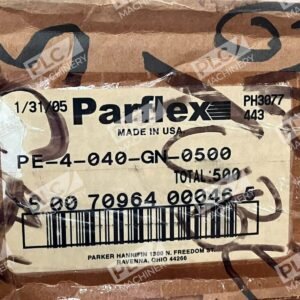 1/31/05 Parflex PH3077
443
MADE IN USA
PE-4-040-GN-0500
TOTAL:500
5 00 70964 00046 5
PARKER HANNIFIN 1300 N. FREEDOM ST.
RAVENNA, OHIO 44266
PLC
MACHINERY